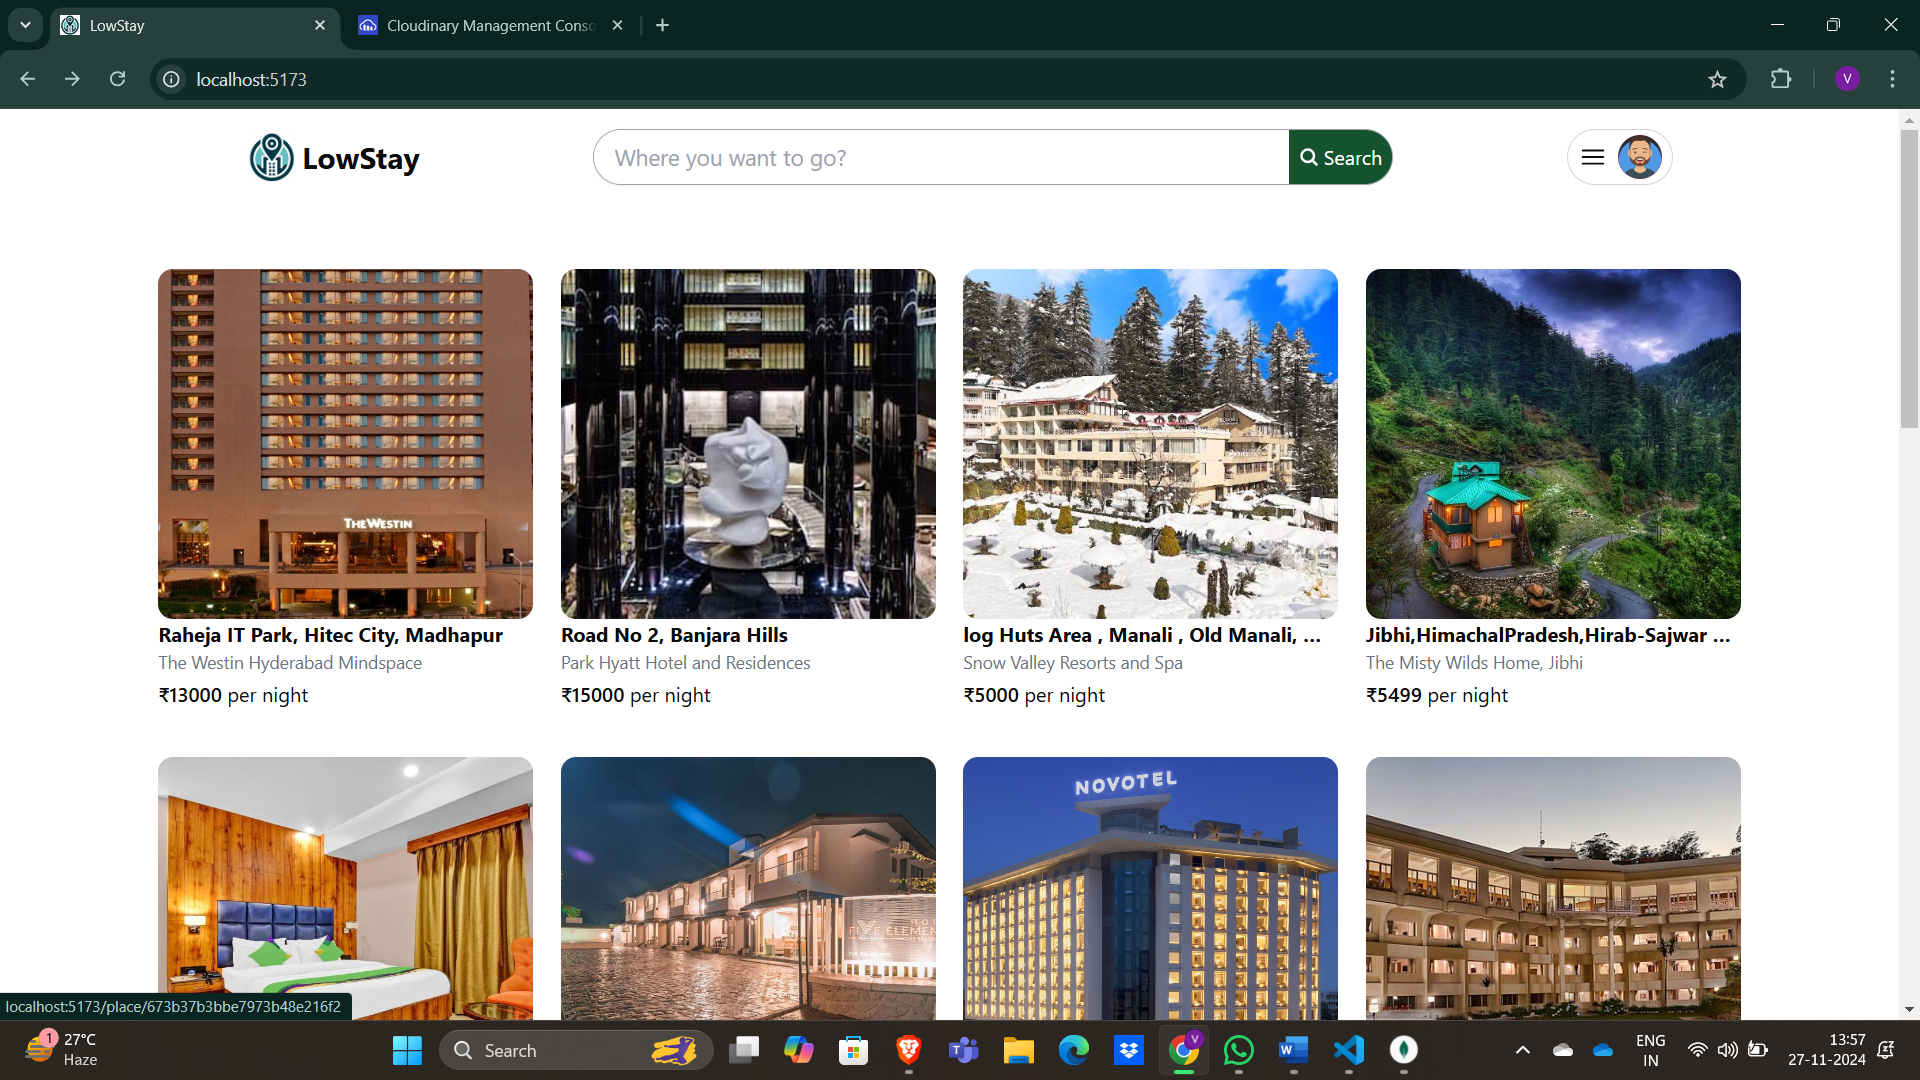 LowStay
Cloudinary Management Conso
localhost:5173
V
LowStay
Where you want to go?
Search
THE WESTIN
Raheja IT Park, Hitec City, Madhapur
The Westin Hyderabad Mindspace
₹13000 per night
Road No 2, Banjara Hills
Park Hyatt Hotel and Residences
₹15000 per night
log Huts Area , Manali , Old Manali, ...
Snow Valley Resorts and Spa
₹5000 per night
Jibhi,HimachalPradesh,Hirab-Sajwar ...
The Misty Wilds Home, Jibhi
₹5499 per night
FIVE ELEMEN
NOVOTEL
localhost:5173/place/673b37b3bbe7973b48e216f2
1
27°C
Haze
Search
V
ENG
IN
13:57
27-11-2024